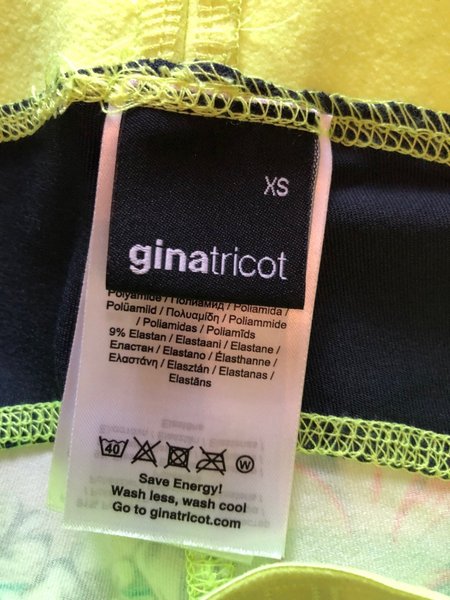 XS
ginatricot
Polyamide / Полиамид / Poliamida /
Polüamiid / Πολυαμίδη / Poliammide
/ Poliamidas / Poliamīds
9% Elastan / Elastaani / Elastane /
Еластан / Elastano / Élasthanne /
Ελαστάνη / Elasztán / Elastanas /
Elastāns
40
W
Save Energy!
Wash less, wash cool
Go to ginatricot.com